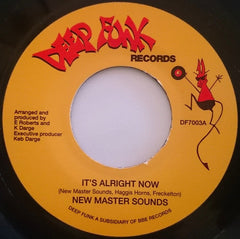 DEEP FUNK
RECORDS
Arranged and
produced by
E Roberts and
K Darge
Executive producer
Keb Darge
DF7003A
IT'S ALRIGHT NOW
(New Master Sounds, Haggis Horns, Freckelton)
NEW MASTER SOUNDS
DEEP FUNK A SUBSIDIARY OF BBE RECORDS